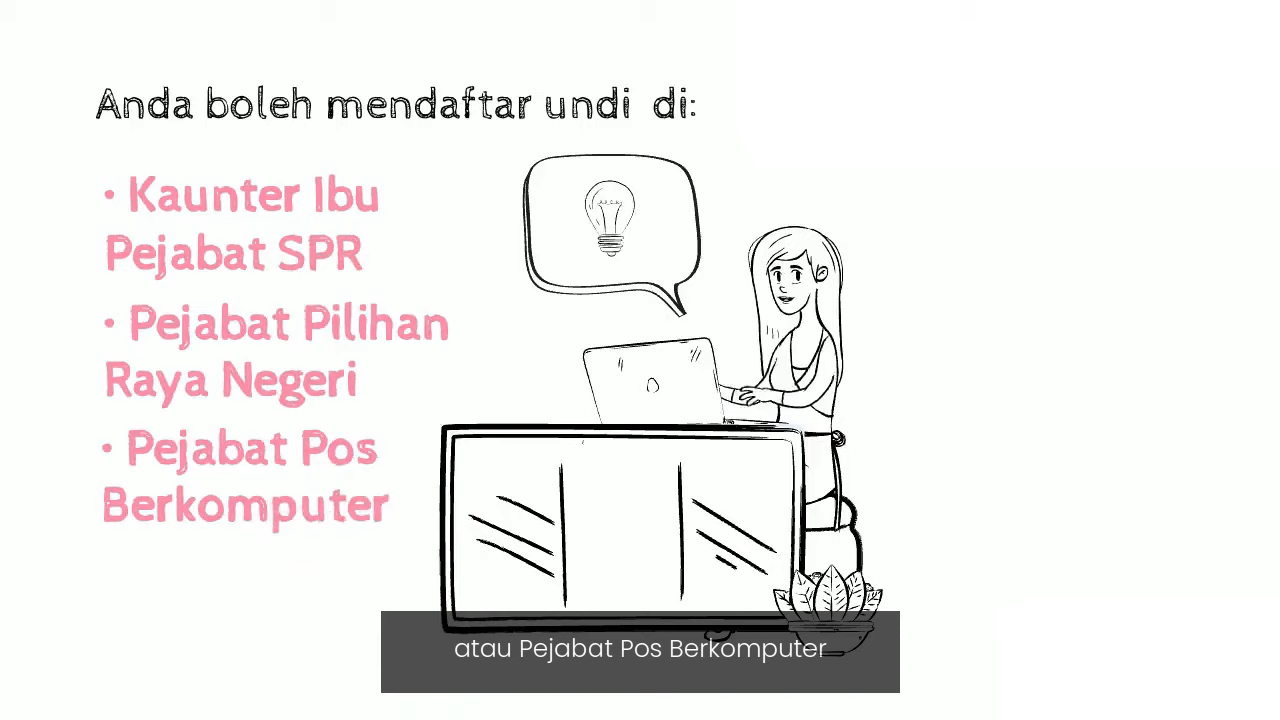 Anda boleh mendaftar undi di:
• Kaunter Ibu
Pejabat SPR
• Pejabat Pilihan
Raya Negeri
• Pejabat Pos
Berkomputer
atau Pejabat Pos Berkomputer